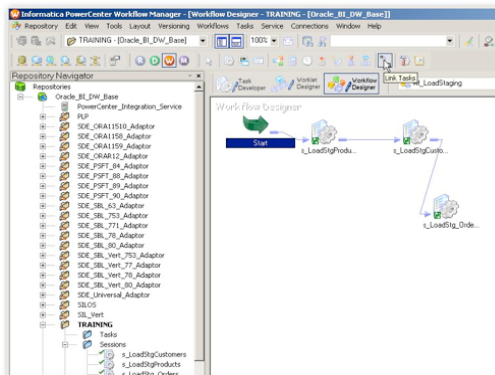 Informatica PowerCenter Workflow Manager - [Workflow Designer - TRAINING - [Oracle_BI_DW_Base]]
Repository Edit View Tools Layout Versioning Workflows Tasks Service Connections Window Help
TRAINING - [Oracle_BI_DW_Base]
100%
Link Tasks
Repository Navigator
Task Developer
Worklet Designer
Workflow Designer
LoadStaging
Repositories
Oracle_BI_DW_Base
PowerCenter_Integration_Service
PLP
SDE_ORA11510_Adaptor
SDE_ORA1158_Adaptor
SDE_ORA1159_Adaptor
SDE_ORAR12_Adaptor
SDE_PSFT_84_Adaptor
SDE_PSFT_88_Adaptor
SDE_PSFT_89_Adaptor
SDE_PSFT_90_Adaptor
SDE_SBL_63_Adaptor
SDE_SBL_753_Adaptor
SDE_SBL_771_Adaptor
SDE_SBL_78_Adaptor
SDE_SBL_80_Adaptor
SDE_SBL_Vert_753_Adaptor
SDE_SBL_Vert_77_Adaptor
SDE_SBL_Vert_78_Adaptor
SDE_SBL_Vert_80_Adaptor
SDE_Universal_Adaptor
SILOS
SIL_Vert
TRAINING
Tasks
Sessions
s_LoadStgCustomers
s_LoadStgProducts
s_LoadStg_Orders
Workflow Designer
Start
s_LoadStgProdu...
s_LoadStgCusto...
s_LoadStg_Orde...